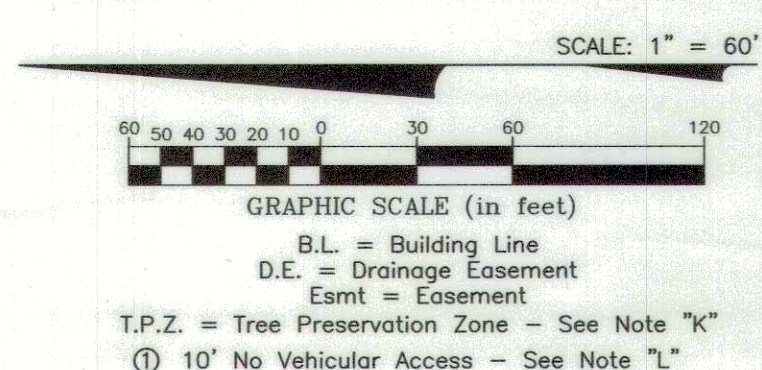 SCALE: 1" = 60'
60 50 40 30 20 10 0 30 60 120
GRAPHIC SCALE (in feet)
B.L. = Building Line
D.E. = Drainage Easement
Esmt = Easement
T.P.Z. = Tree Preservation Zone – See Note "K"
① 10' No Vehicular Access – See Note "L"